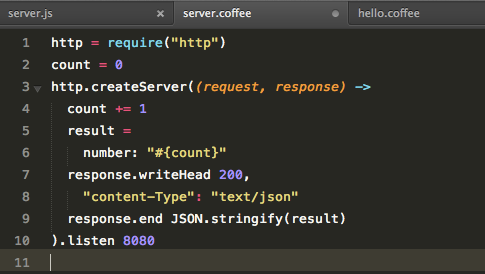 server.js × server.coffee hello.coffee
1 http = require("http")
2 count = 0
3 http.createServer((request, response) ->
4 count += 1
5 result =
6 number: "#{count}"
7 response.writeHead 200,
8 "content-Type": "text/json"
9 response.end JSON.stringify(result)
10 ).listen 8080
11